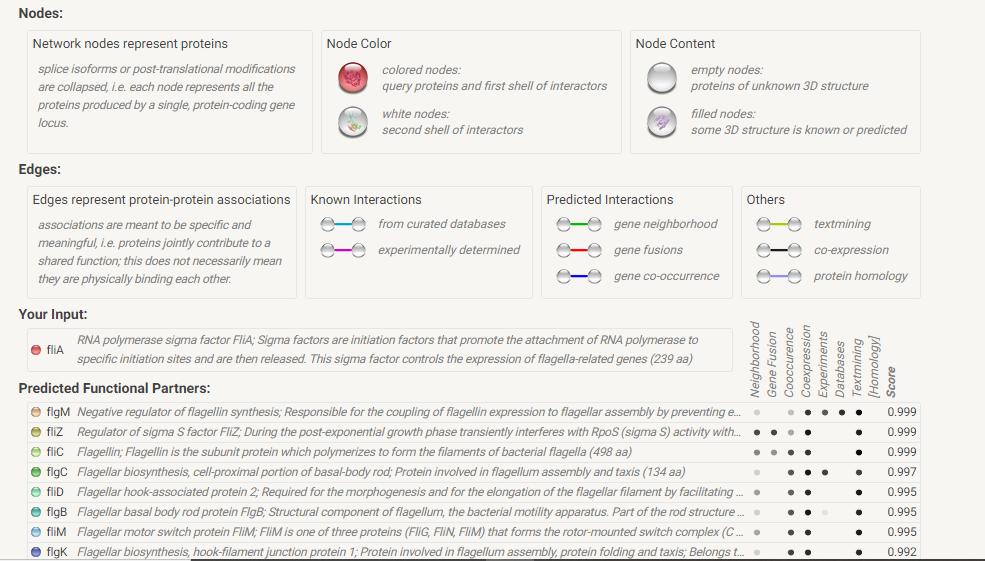 Nodes:
Network nodes represent proteins
splice isoforms or post-translational modifications
are collapsed, i.e. each node represents all the
proteins produced by a single, protein-coding gene
locus.
Node Color
colored nodes:
query proteins and first shell of interactors
white nodes:
second shell of interactors
Node Content
empty nodes:
proteins of unknown 3D structure
filled nodes:
some 3D structure is known or predicted
Edges:
Edges represent protein-protein associations
associations are meant to be specific and
meaningful, i.e. proteins jointly contribute to a
shared function; this does not necessarily mean
they are physically binding each other.
Known Interactions
from curated databases
experimentally determined
Predicted Interactions
gene neighborhood
gene fusions
gene co-occurrence
Others
textmining
co-expression
protein homology
Your Input:
fliA RNA polymerase sigma factor FliA; Sigma factors are initiation factors that promote the attachment of RNA polymerase to
specific initiation sites and are then released. This sigma factor controls the expression of flagella-related genes (239 aa)
Neighborhood
Gene Fusion
Cooccurence
Coexpression
Experiments
Databases
Textmining
[Homology]
Score
Predicted Functional Partners:
flgM Negative regulator of flagellin synthesis; Responsible for the coupling of flagellin expression to flagellar assembly by preventing e... 0.999
fliZ Regulator of sigma S factor FliZ; During the post-exponential growth phase transiently interferes with RpoS (sigma S) activity with... 0.999
fliC Flagellin; Flagellin is the subunit protein which polymerizes to form the filaments of bacterial flagella (498 aa) 0.999
flgC Flagellar biosynthesis, cell-proximal portion of basal-body rod; Protein involved in flagellum assembly and taxis (134 aa) 0.997
fliD Flagellar hook-associated protein 2; Required for the morphogenesis and for the elongation of the flagellar filament by facilitating ... 0.995
flgB Flagellar basal body rod protein FlgB; Structural component of flagellum, the bacterial motility apparatus. Part of the rod structure ... 0.995
fliM Flagellar motor switch protein FliM; FliM is one of three proteins (FliG, FliN, FliM) that forms the rotor-mounted switch complex (C ... 0.995
flgK Flagellar biosynthesis, hook-filament junction protein 1; Protein involved in flagellum assembly, protein folding and taxis; Belongs t... 0.992